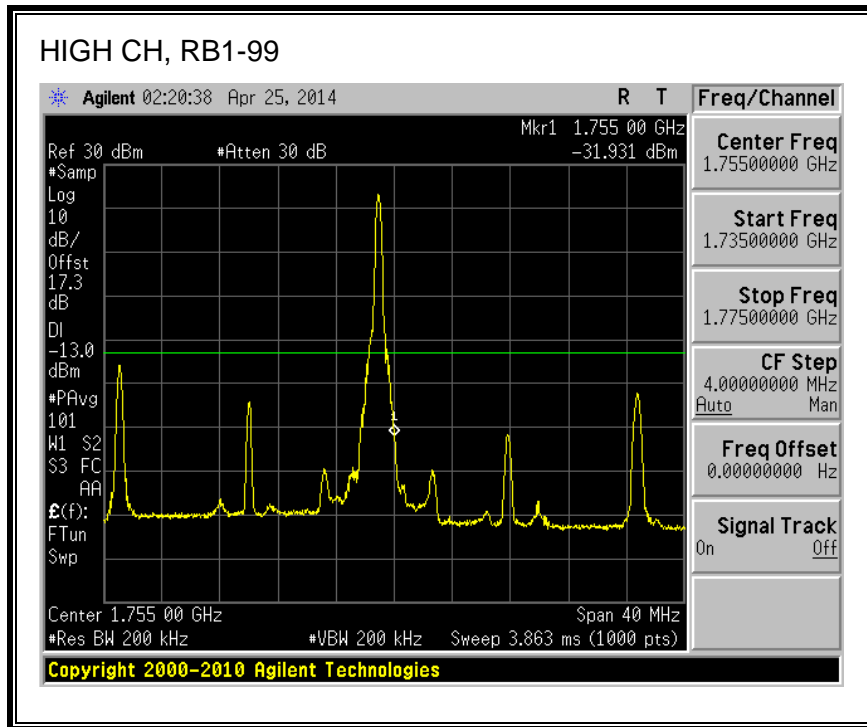 HIGH CH, RB1-99
Agilent 02:20:38 Apr 25, 2014 R T
Mkr1 1.755 00 GHz
Ref 30 dBm #Atten 30 dB -31.931 dBm
#Samp
Log
10
dB/
Offst
17.3
dB
DI
-13.0
dBm
#PAvg
101
W1 S2
S3 FC
AA
£(f):
FTun
Swp
1
Center 1.755 00 GHz Span 40 MHz
#Res BW 200 kHz #VBW 200 kHz Sweep 3.863 ms (1000 pts)
Copyright 2000-2010 Agilent Technologies
Freq/Channel
Center Freq
1.75500000 GHz
Start Freq
1.73500000 GHz
Stop Freq
1.77500000 GHz
CF Step
4.00000000 MHz
Auto Man
Freq Offset
0.00000000 Hz
Signal Track
On Off